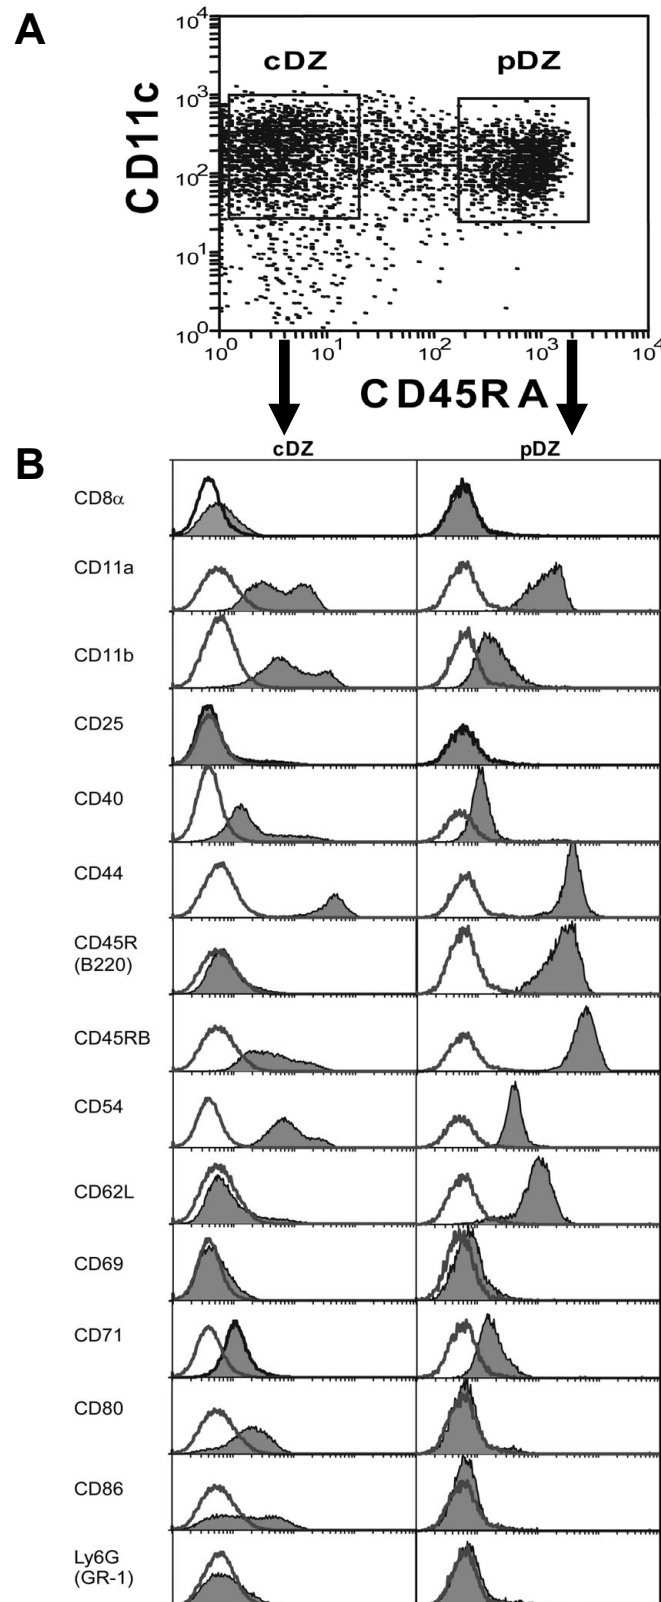 A
CD11c
10⁴
10³
10²
10¹
10⁰
cDZ
pDZ
10⁰ 10¹ 10² 10³ 10⁴
CD45RA
B
cDZ pDZ
CD8α
CD11a
CD11b
CD25
CD40
CD44
CD45R
(B220)
CD45RB
CD54
CD62L
CD69
CD71
CD80
CD86
Ly6G
(GR-1)